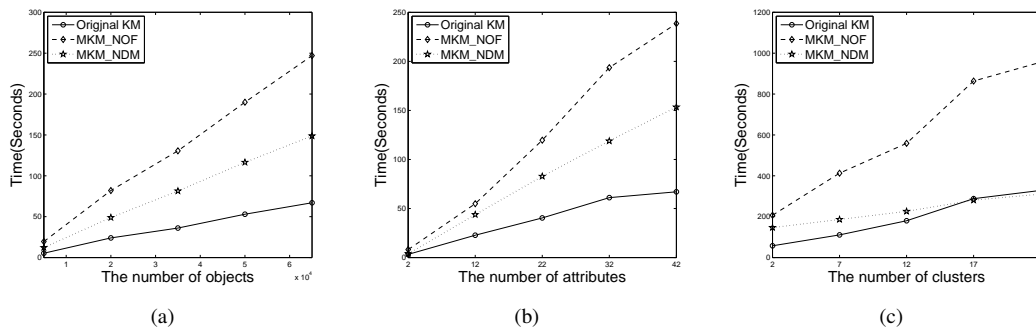 300
250
200
150
100
50
0
Time(Seconds)
Original KM
MKM_NOF
MKM_NDM
1
2
3
4
5
6
x 10⁴
The number of objects
(a)
250
200
150
100
50
0
Time(Seconds)
Original KM
MKM_NOF
MKM_NDM
2
12
22
32
42
The number of attributes
(b)
1200
1000
800
600
400
200
0
Time(Seconds)
Original KM
MKM_NOF
MKM_NDM
2
7
12
17
The number of clusters
(c)